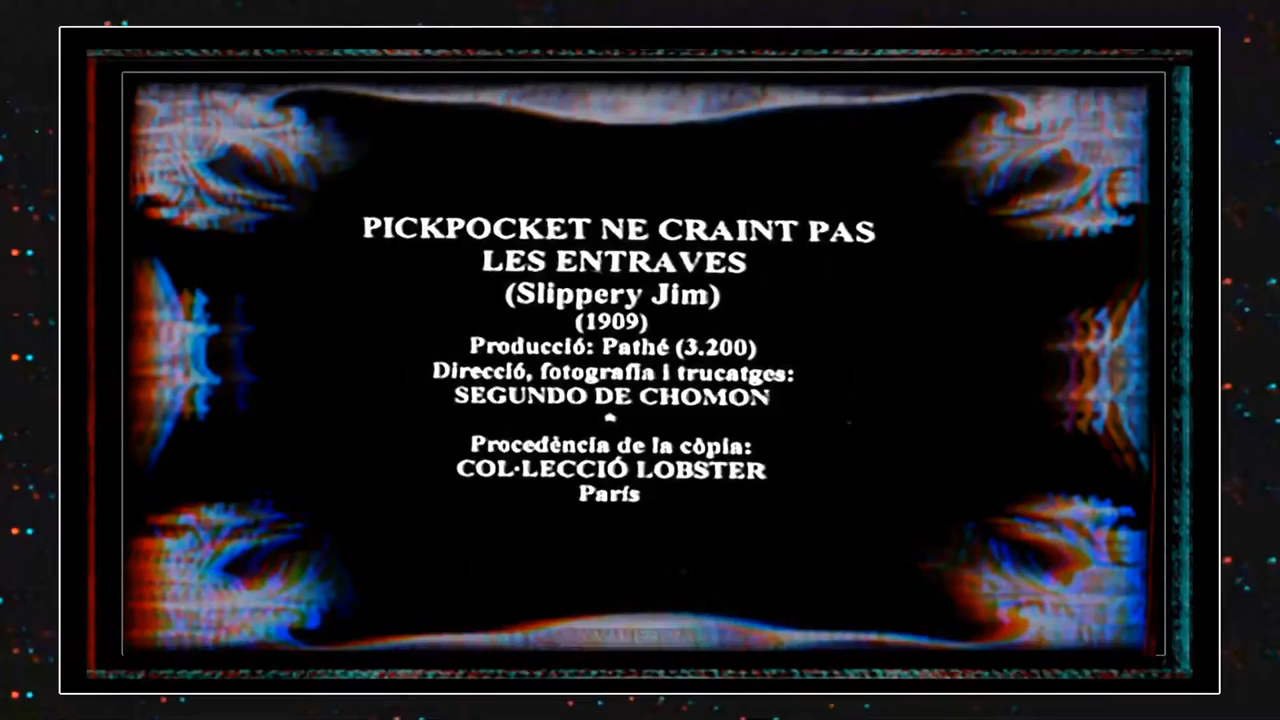 PICKPOCKET NE CRAINT PAS
LES ENTRAVES
(Slippery Jim)
(1909)
Producció: Pathé (3.200)
Direcció, fotografia i trucatges:
SEGUNDO DE CHOMON
*
Procedència de la còpia:
COL·LECCIÓ LOBSTER
París